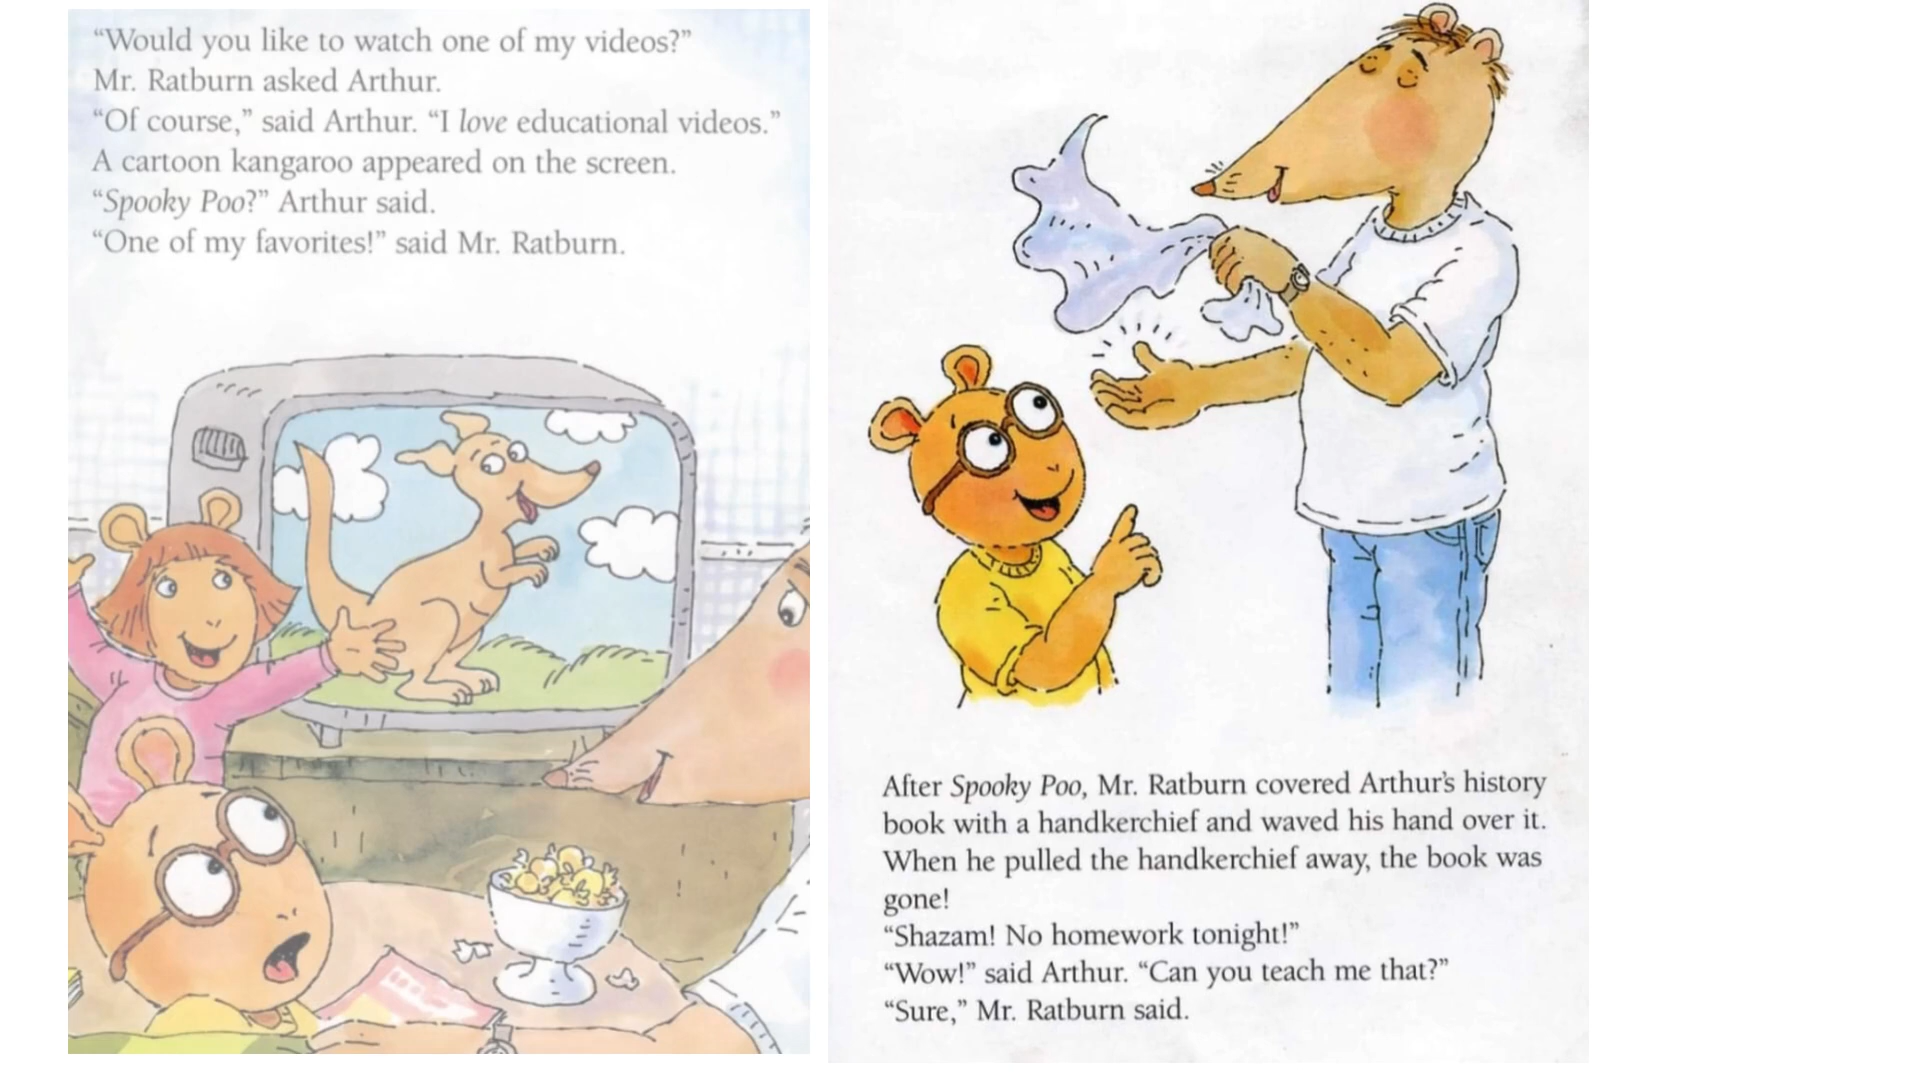 “Would you like to watch one of my videos?”
Mr. Ratburn asked Arthur.
“Of course,” said Arthur. “I love educational videos.”
A cartoon kangaroo appeared on the screen.
“Spooky Poo?” Arthur said.
“One of my favorites!” said Mr. Ratburn.
After Spooky Poo, Mr. Ratburn covered Arthur’s history
book with a handkerchief and waved his hand over it.
When he pulled the handkerchief away, the book was
gone!
“Shazam! No homework tonight!”
“Wow!” said Arthur. “Can you teach me that?”
“Sure,” Mr. Ratburn said.